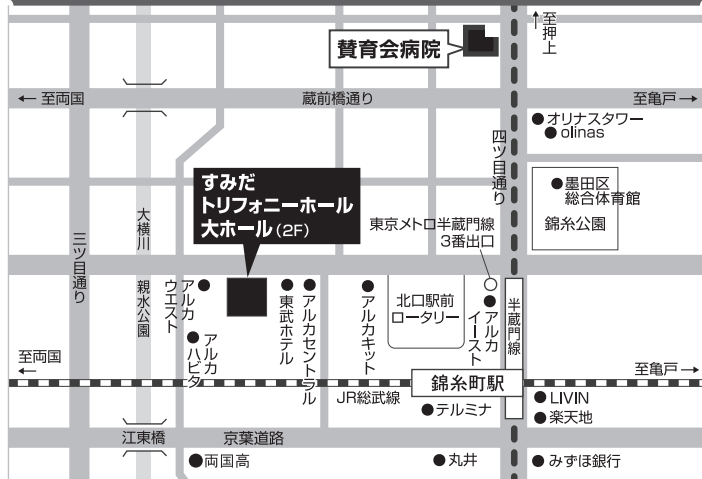 至押上
賛育会病院
至両国
蔵前橋通り
至亀戸
オリナスタワー
olinas
四ツ目通り
墨田区
総合体育館
錦糸公園
すみだ
トリフォニーホール
大ホール(2F)
東京メトロ半蔵門線
3番出口
三ツ目通り
大横川
親水公園
アルカ
ウエスト
アルカ
ハビタ
東武ホテル
アルカセントラル
アルカキット
北口駅前
ロータリー
アルカ
イースト
半蔵門線
至両国
至亀戸
錦糸町駅
JR総武線
テルミナ
LIVIN
楽天地
江東橋
京葉道路
両国高
丸井
みずほ銀行